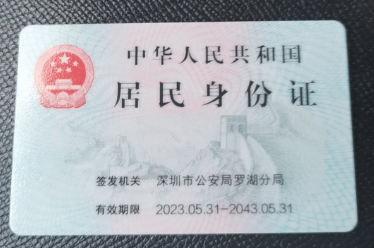 中华人民共和国
居民身份证
签发机关 深圳市公安局罗湖分局
有效期限 2023.05.31-2043.05.31